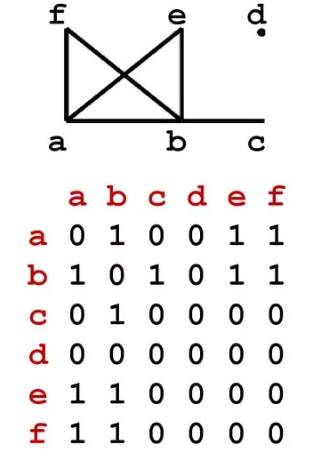 f e d
a b c
a b c d e f
a 0 1 0 0 1 1
b 1 0 1 0 1 1
c 0 1 0 0 0 0
d 0 0 0 0 0 0
e 1 1 0 0 0 0
f 1 1 0 0 0 0